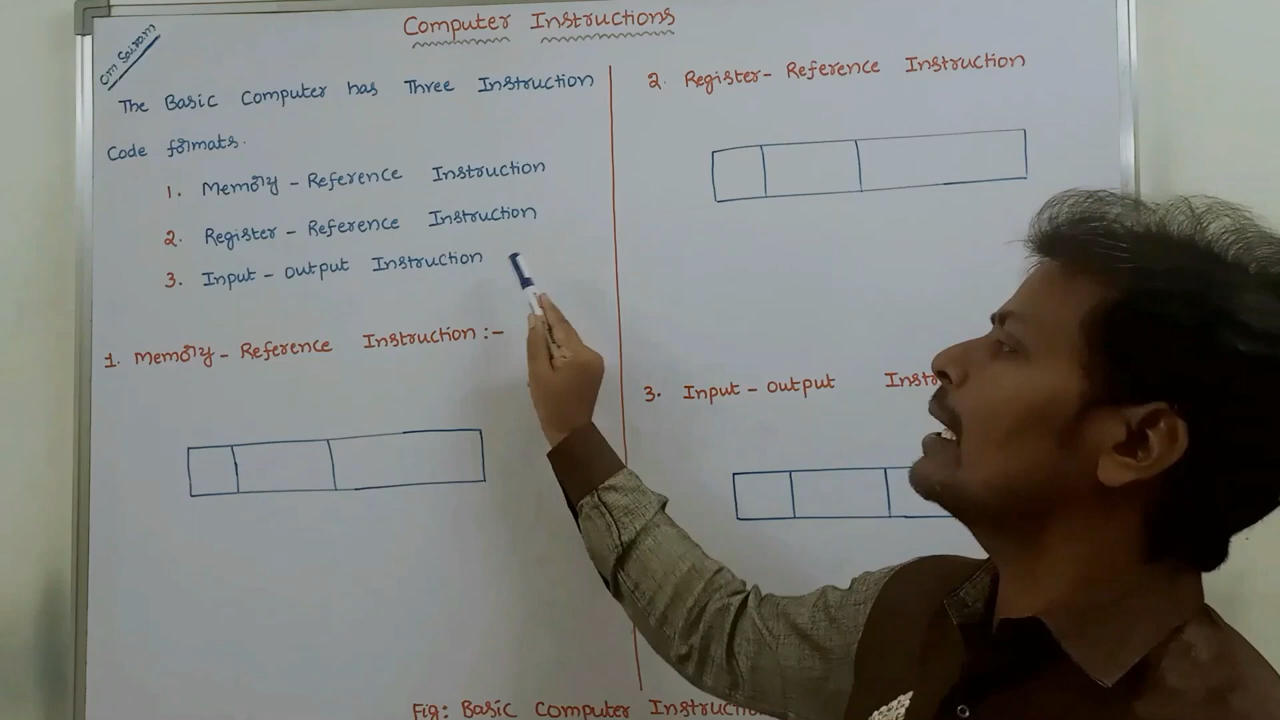 Om Sairam
Computer Instructions
The Basic Computer has Three Instruction
Code formats.
1. Memory - Reference Instruction
2. Register - Reference Instruction
3. Input - output Instruction
1. Memory - Reference Instruction :-
2. Register - Reference Instruction
3. Input - output
Fig: Basic Computer